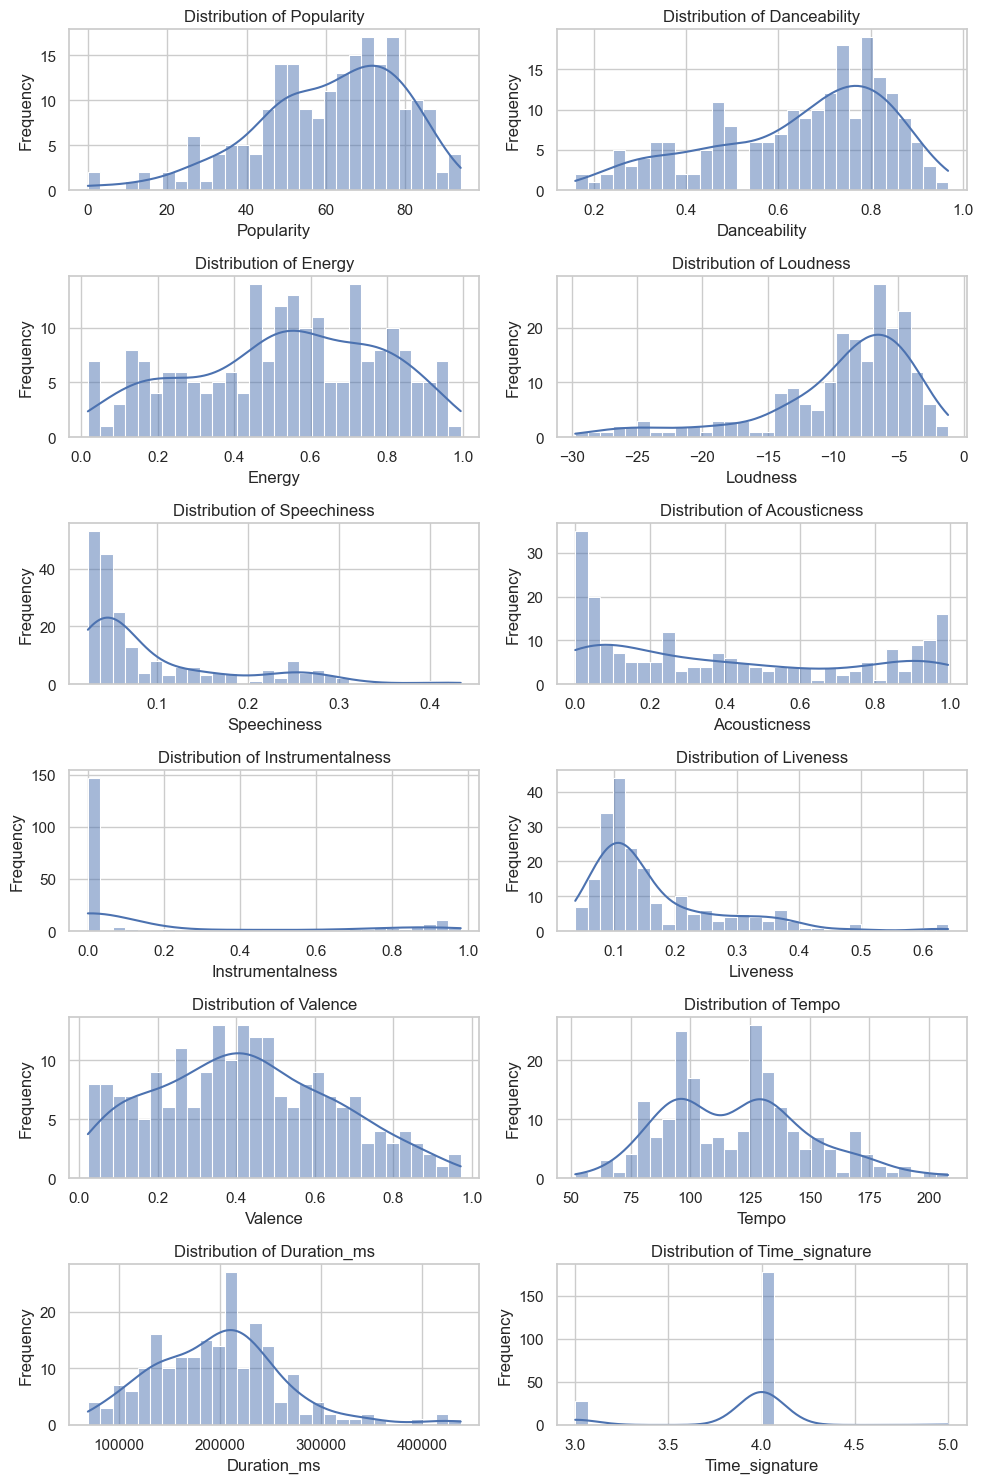 Distribution of Popularity
Frequency
15
10
5
0
0 20 40 60 80
Popularity
Distribution of Danceability
Frequency
15
10
5
0
0.2 0.4 0.6 0.8 1.0
Danceability
Distribution of Energy
Frequency
10
5
0
0.0 0.2 0.4 0.6 0.8 1.0
Energy
Distribution of Loudness
Frequency
20
10
0
−30 −25 −20 −15 −10 −5 0
Loudness
Distribution of Speechiness
Frequency
40
20
0
0.1 0.2 0.3 0.4
Speechiness
Distribution of Acousticness
Frequency
30
20
10
0
0.0 0.2 0.4 0.6 0.8 1.0
Acousticness
Distribution of Instrumentalness
Frequency
150
100
50
0
0.0 0.2 0.4 0.6 0.8 1.0
Instrumentalness
Distribution of Liveness
Frequency
40
30
20
10
0
0.1 0.2 0.3 0.4 0.5 0.6
Liveness
Distribution of Valence
Frequency
10
5
0
0.0 0.2 0.4 0.6 0.8 1.0
Valence
Distribution of Tempo
Frequency
20
10
0
50 75 100 125 150 175 200
Tempo
Distribution of Duration_ms
Frequency
20
10
0
100000 200000 300000 400000
Duration_ms
Distribution of Time_signature
Frequency
150
100
50
0
3.0 3.5 4.0 4.5 5.0
Time_signature